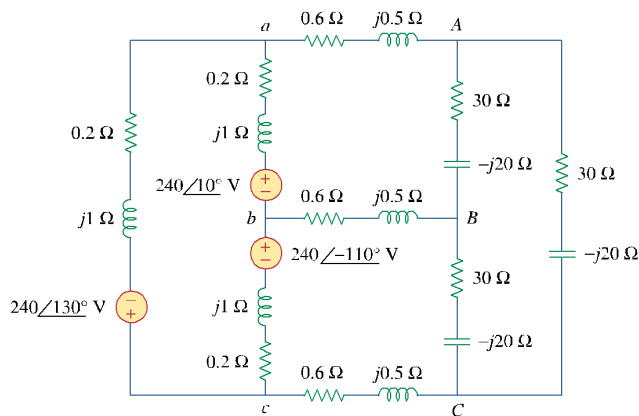 0.6 Ω j0.5 Ω
a A
0.2 Ω
30 Ω
0.2 Ω
j1 Ω
–j20 Ω
30 Ω
240/10° V
+
–
0.6 Ω j0.5 Ω
j1 Ω
b B
+
–
240/–110° V
–j20 Ω
30 Ω
240/130° V
–
+
j1 Ω
–j20 Ω
0.2 Ω
0.6 Ω j0.5 Ω
c C